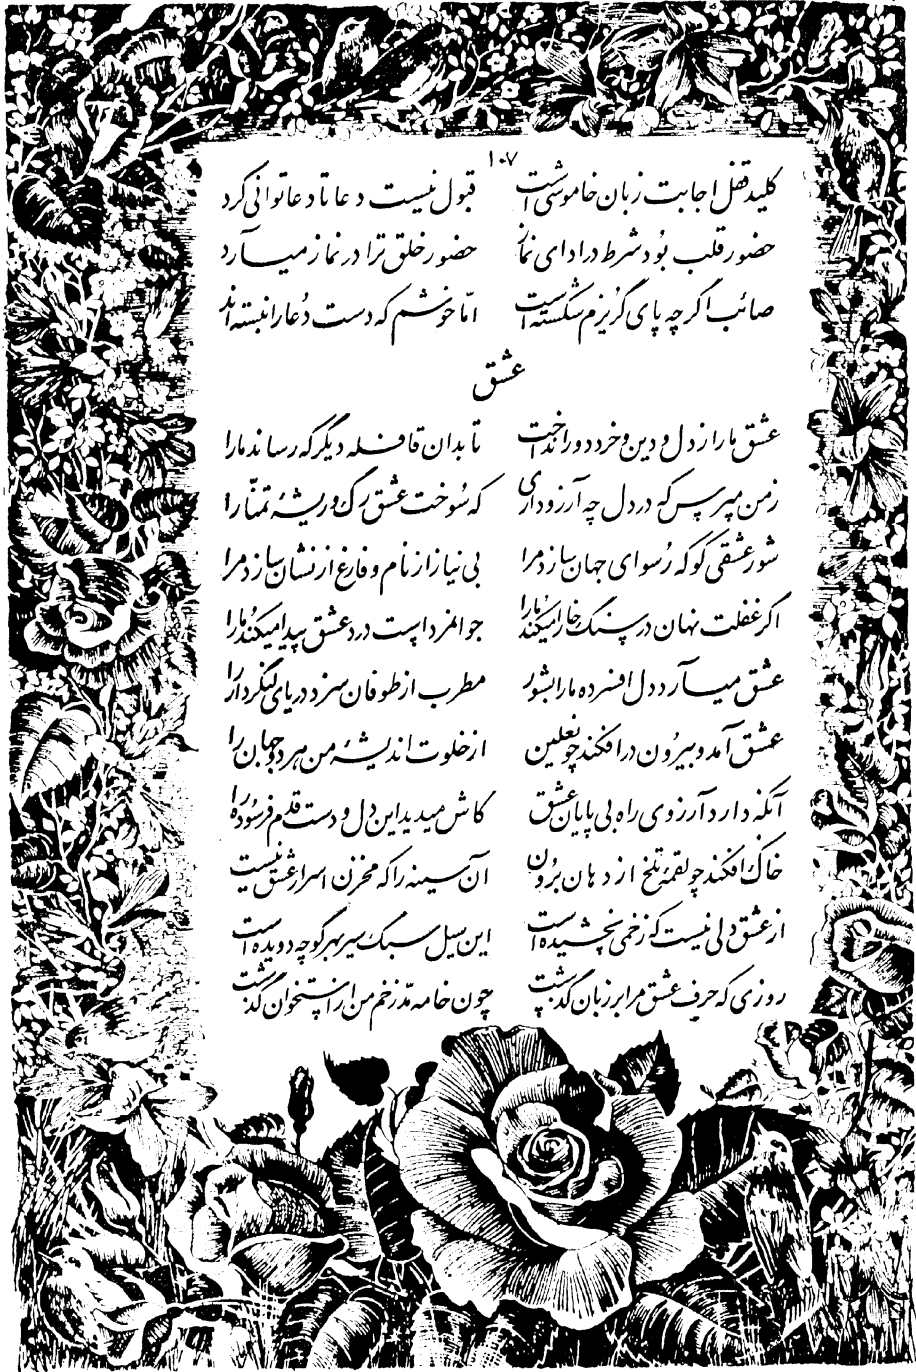 ۱۰۷
کلید قفل اجابت زبان خاموشی است قبول نیست دعا تا دعا توانی کرد
حضور قلب بود شرط در ادای نماز حضور خلق ترا در نماز میآرد
صائب اگر چه پای گریزم شکسته است امّا خوشم که دست دعا را نبسته اند
عشق
عشق ما را ز دل و دین و خرد دور انداخت تا بدان قافله دیگر که رساند ما را
ز من مپرس که در دل چه آرزو داری که سوخت عشق رگ و ریشهٔ تمنّا را
شور عشقی کو که رسوای جهان سازد مرا بی نیاز از نام و فارغ از نشان سازد مرا
اگر غفلت نهان در سنگ خارا میکند ما را جوانمرد است درد عشق پیدا میکند ما را
عشق میآرد دل افسرده ما را بشور مطرب از طوفان سزد دریای لنگردار را
عشق آمد و بیرون در افکند چو نعلین از خلوت اندیشهٔ من هر دو جهان را
آنکه دارد آرزوی راه بی پایان عشق کاش میدید این دل و دست قلم فرسوده را
خاک افکند چو لقمهٔ تلخ از دهان برون آن سینه را که مخزن اسرار عشق نیست
از عشق دلی نیست که زخمی نچشیده است این سیل سبک سیر بهر کوچه دویده است
روزی که حرف عشق مرا بر زبان گذشت چون خامه مدّ زخم من از استخوان گذشت